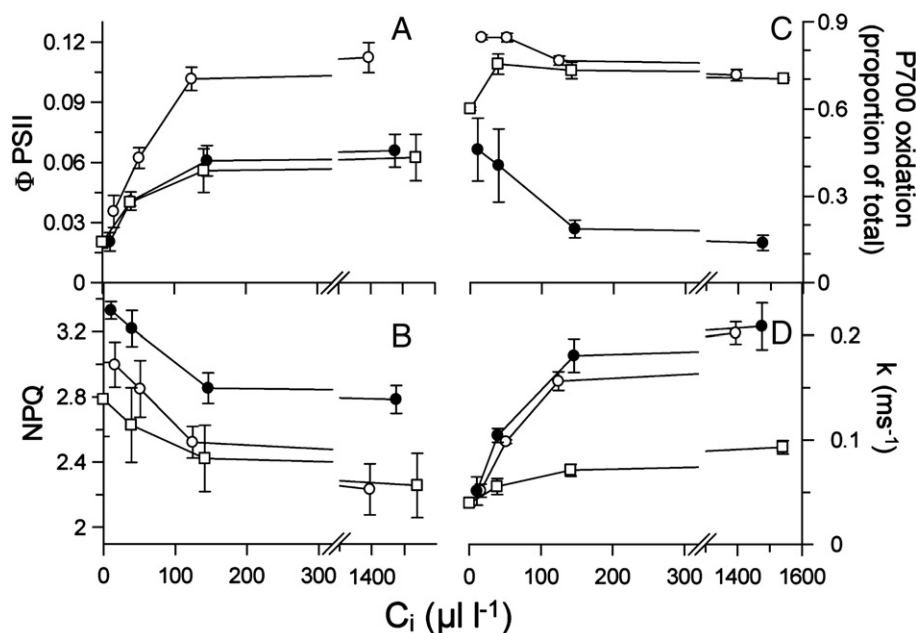 A
C
0.12
0.09
0.06
0.03
0
Φ PSII
0.9
0.6
0.3
0
P700 oxidation
(proportion of total)
B
D
3.2
2.8
2.4
2
NPQ
0.2
0.1
0
k (ms-1)
0 100 200 300 1400
0 100 200 300 1400 1600
Ci (µl l-1)